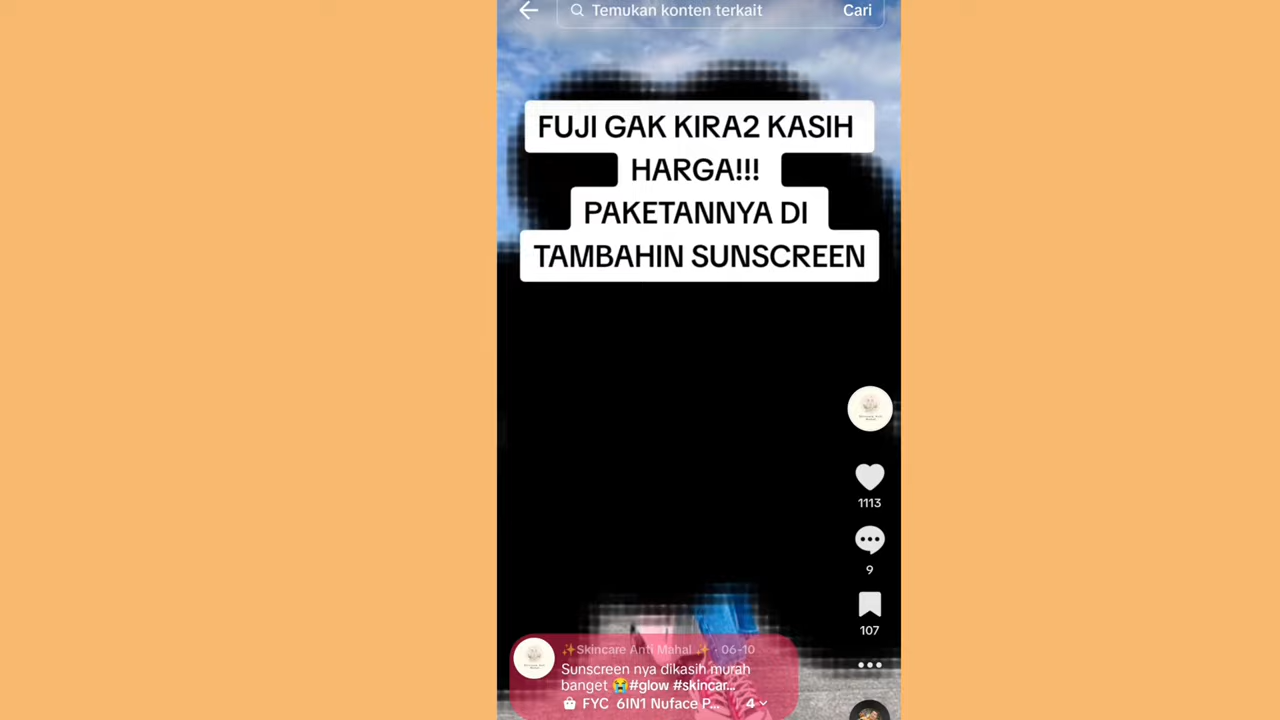 Temukan konten terkait
Cari
FUJI GAK KIRA2 KASIH
HARGA!!!
PAKETANNYA DI
TAMBAHIN SUNSCREEN
1113
9
107
✨Skincare Anti Mahal ✨ · 06-10
Sunscreen nya dikasih murah
banget 😭#glow #skincar...
FYC 6IN1 Nuface P... 4